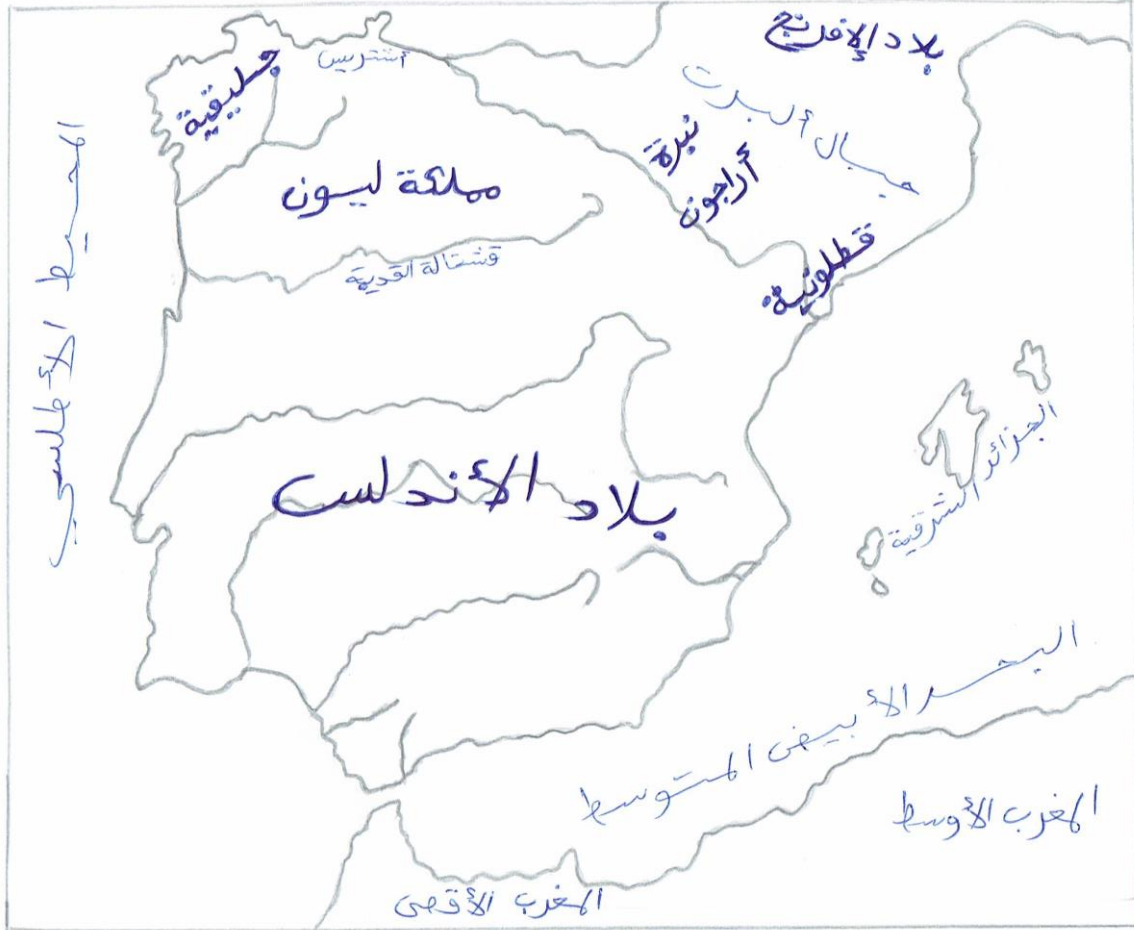 بلاد الإفرنج
جليقية
أشتريس
جبال ألبرت
نبرة
أراجون
مملكة ليون
قطلونية
قشتالة القديمة
المحيط الأطلسي
الجزائر الشرقية
بلاد الأندلس
البحر الأبيض المتوسط
المغرب الأوسط
المغرب الأقصى